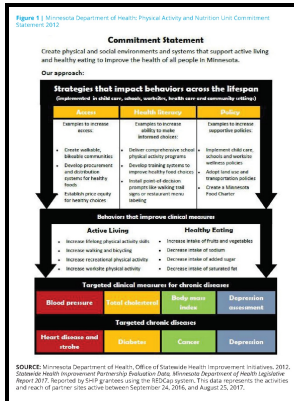 Figure 1 | Minnesota Department of Health: Physical Activity and Nutrition Unit Commitment
Statement 2012
Commitment Statement
Create physical and social environments and systems that support active living
and healthy eating to improve the health of all people in Minnesota.
Our approach:
Strategies that impact behaviors across the lifespan
(implemented in child care, schools, worksites, health care and community settings)
Access
Examples to increase
access:
• Create walkable,
bikeable communities
• Develop procurement
and distribution
systems for healthy
foods
• Establish price equity
for healthy choices
Health literacy
Examples to increase
ability to make
informed choices:
• Deliver comprehensive school
physical activity programs
• Develop training systems to
improve healthy food choices
• Install point-of-decision
prompts like walking trail
signs or restaurant menu
labeling
Policy
Examples to increase
supportive policies:
• Implement child care,
schools and worksite
wellness policies
• Adopt land use and
transportation policies
• Create a Minnesota
Food Charter
Behaviors that improve clinical measures
Active Living
• Increase lifelong physical activity skills
• Increase walking and bicycling
• Increase recreational physical activity
• Increase worksite physical activity
Healthy Eating
• Increase intake of fruits and vegetables
• Decrease intake of sodium
• Decrease intake of added sugar
• Decrease intake of saturated fat
Targeted clinical measures for chronic diseases
Blood pressure
Total cholesterol
Body mass
index
Depression
assessment
Targeted chronic diseases
Heart disease and
stroke
Diabetes
Cancer
Depression
SOURCE: Minnesota Department of Health, Office of Statewide Health Improvement Initiatives. 2012.
Statewide Health Improvement Partnership Evaluation Data. Minnesota Department of Health Legislative
Report 2017. Reported by SHIP grantees using the REDCap system. This data represents the activities
and reach of partner sites active between September 24, 2016, and August 25, 2017.